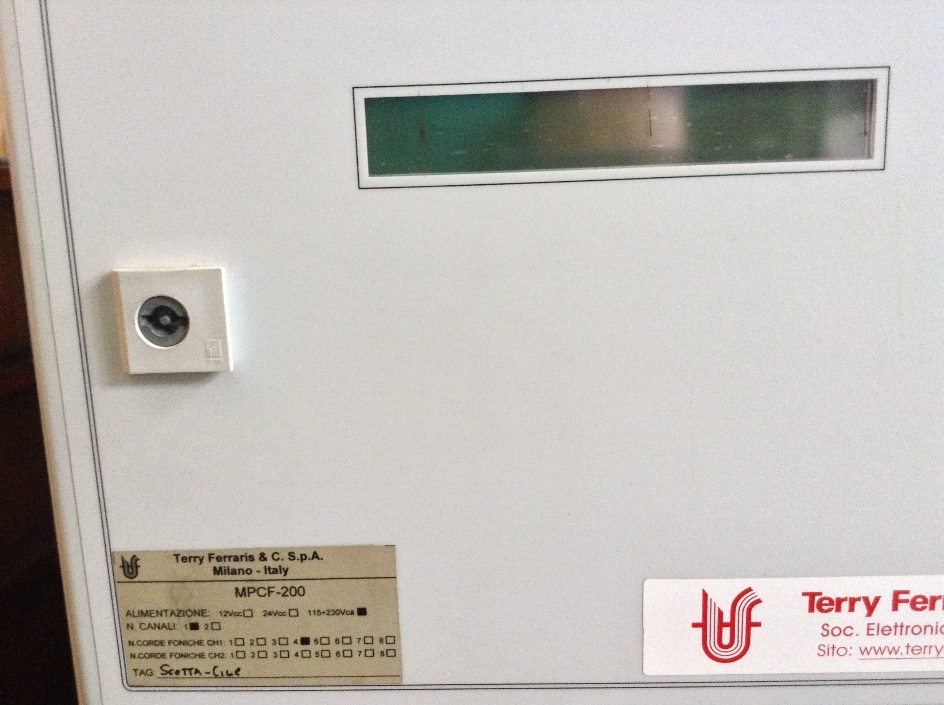 Terry Ferraris & C. S.p.A.
Milano - Italy
MPCF-200
ALIMENTAZIONE: 12Vcc☐ 24Vcc☐ 115÷230Vca■
N. CANALI: 1■ 2☐
N.CORDE FONICHE CH1: 1☐ 2☐ 3☐ 4■ 5☐ 6☐ 7☐ 8☐
N.CORDE FONICHE CH2: 1☐ 2☐ 3☐ 4☐ 5☐ 6☐ 7☐ 8☐
TAG SCOTTA-
Terry Fer
Soc. Elettronic
Sito: www.terry